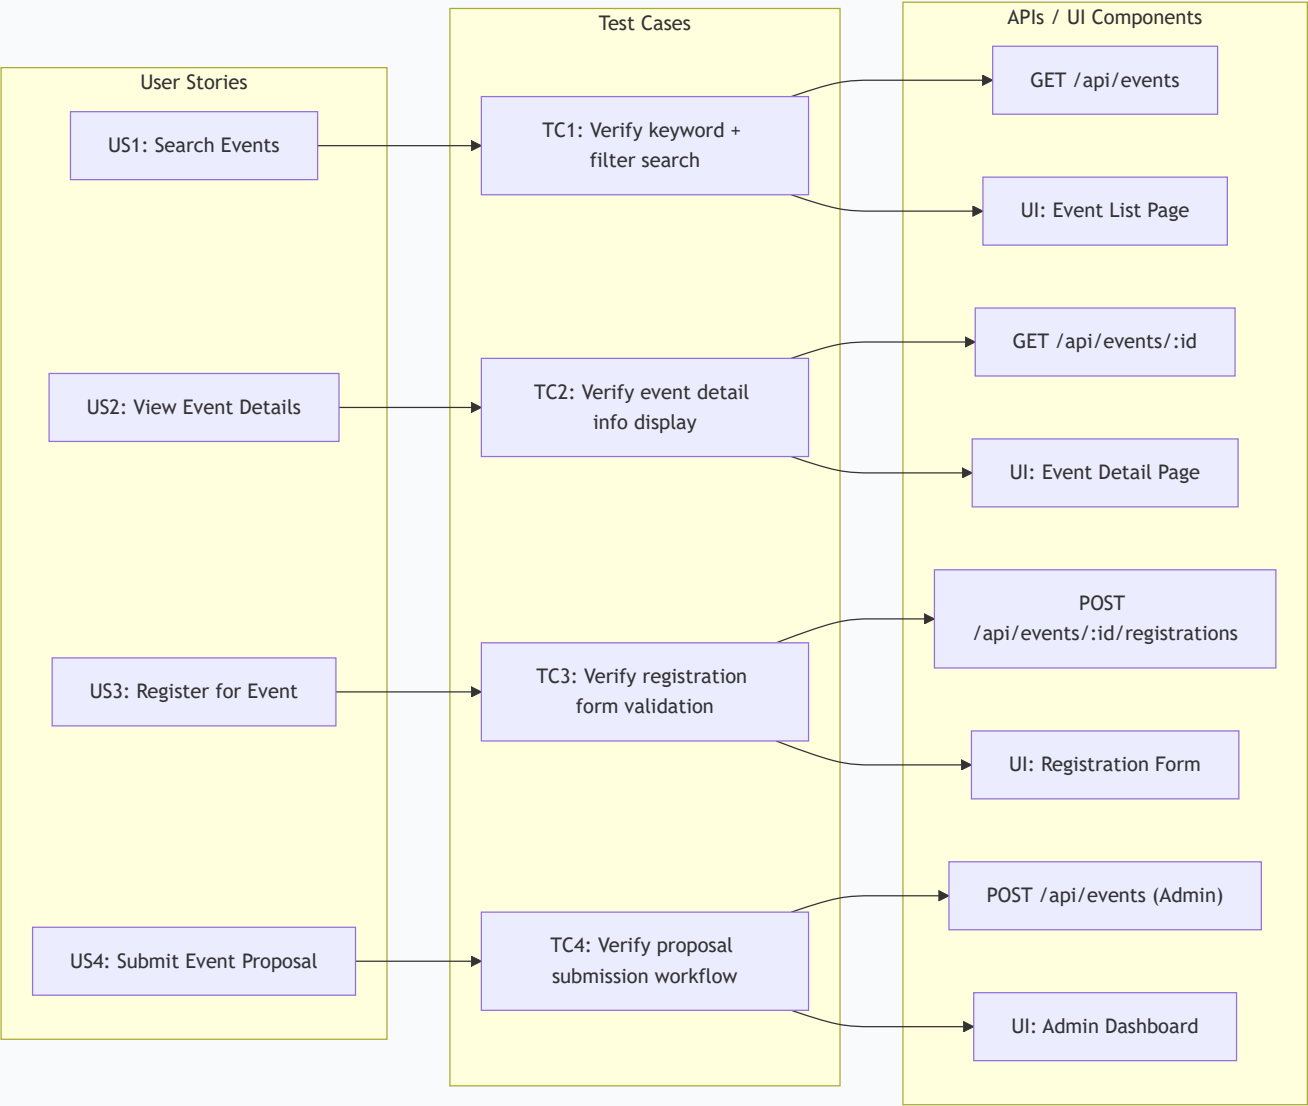 User Stories
US1: Search Events
US2: View Event Details
US3: Register for Event
US4: Submit Event Proposal
Test Cases
TC1: Verify keyword +
filter search
TC2: Verify event detail
info display
TC3: Verify registration
form validation
TC4: Verify proposal
submission workflow
APIs / UI Components
GET /api/events
UI: Event List Page
GET /api/events/:id
UI: Event Detail Page
POST
/api/events/:id/registrations
UI: Registration Form
POST /api/events (Admin)
UI: Admin Dashboard